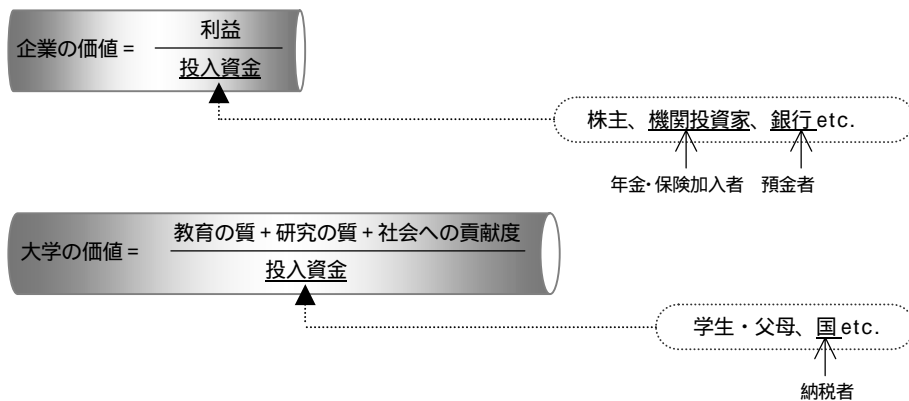 企業の価値 =
利益
投入資金
株主、機関投資家、銀行 etc.
年金・保険加入者 預金者
大学の価値 =
教育の質 + 研究の質 + 社会への貢献度
投入資金
学生・父母、国 etc.
納税者